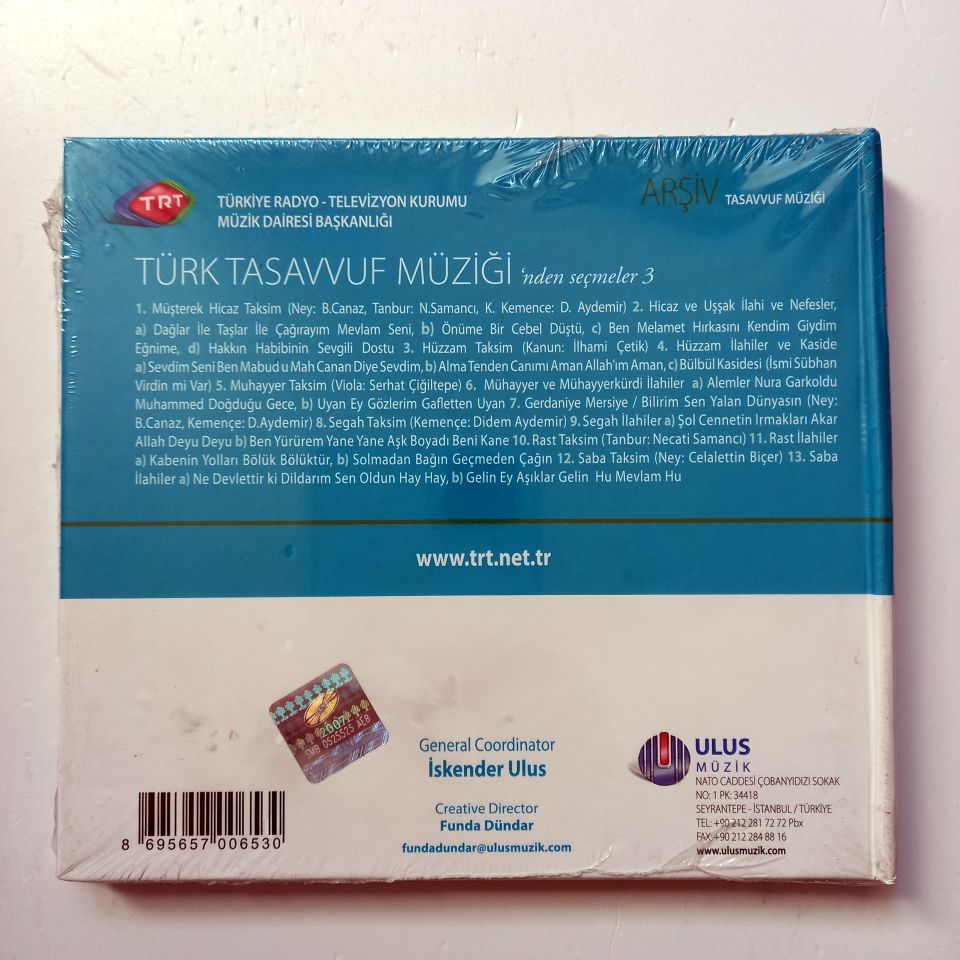 TRT
TÜRKİYE RADYO - TELEVİZYON KURUMU
MÜZİK DAİRESİ BAŞKANLIĞI
ARŞİV TASAVVUF MÜZİĞİ
TÜRK TASAVVUF MÜZİĞİ 'nden seçmeler 3
1. Müşterek Hicaz Taksim (Ney: B.Canaz, Tanbur: N.Samancı, K. Kemence: D. Aydemir) 2. Hicaz ve Uşşak İlahi ve Nefesler,
a) Dağlar İle Taşlar İle Çağırayım Mevlam Seni, b) Önüme Bir Cebel Düştü, c) Ben Melamet Hırkasını Kendim Giydim
Eğnime, d) Hakkın Habibinin Sevgili Dostu 3. Hüzzam Taksim (Kanun: İlhami Çetik) 4. Hüzzam İlahiler ve Kaside
a) Sevdim Seni Ben Mabud u Mah Canan Diye Sevdim, b) Alma Tenden Canımı Aman Allah'ım Aman, c) Bülbül Kasidesi (İsmi Sübhan
Virdin mi Var) 5. Muhayyer Taksim (Viola: Serhat Çiğiltepe) 6. Mühayyer ve Mühayyerkürdi İlahiler a) Alemler Nura Garkoldu
Muhammed Doğduğu Gece, b) Uyan Ey Gözlerim Gafletten Uyan 7. Gerdaniye Mersiye / Bilirim Sen Yalan Dünyasın (Ney:
B.Canaz, Kemençe: D.Aydemir) 8. Segah Taksim (Kemençe: Didem Aydemir) 9. Segah İlahiler a) Şol Cennetin Irmakları Akar
Allah Deyu Deyu b) Ben Yürürem Yane Yane Aşk Boyadı Beni Kane 10. Rast Taksim (Tanbur: Necati Samancı) 11. Rast İlahiler
a) Kabenin Yolları Bölük Bölüktür, b) Solmadan Bağın Geçmeden Çağın 12. Saba Taksim (Ney: Celalettin Biçer) 13. Saba
İlahiler a) Ne Devlettir ki Dildarım Sen Oldun Hay Hay, b) Gelin Ey Aşıklar Gelin Hu Mevlam Hu
www.trt.net.tr
2007
SMB 0525525 AEB
General Coordinator
İskender Ulus
Creative Director
Funda Dündar
fundadundar@ulusmuzik.com
ULUS
MÜZİK
NATO CADDESİ ÇOBANYIDIZI SOKAK
NO: 1 PK: 34418
SEYRANTEPE - İSTANBUL / TÜRKİYE
TEL: +90 212 281 72 72 Pbx
FAX: +90 212 284 88 16
www.ulusmuzik.com
8 695657 006530